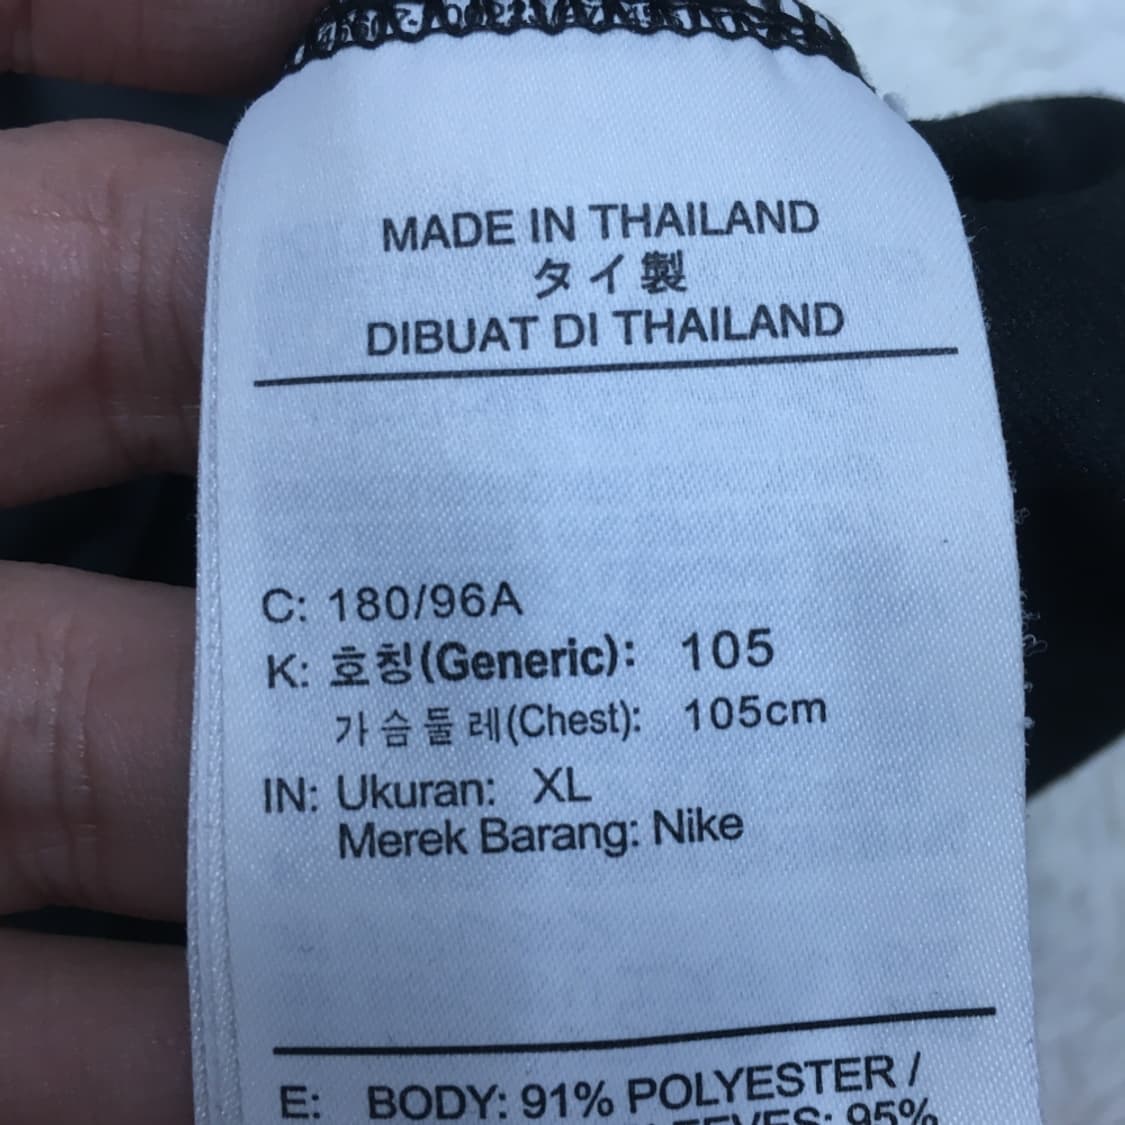 MADE IN THAILAND
タイ製
DIBUAT DI THAILAND
C: 180/96A
K: 호칭(Generic): 105
가슴둘레(Chest): 105cm
IN: Ukuran: XL
Merek Barang: Nike
E: BODY: 91% POLYESTER /
95%